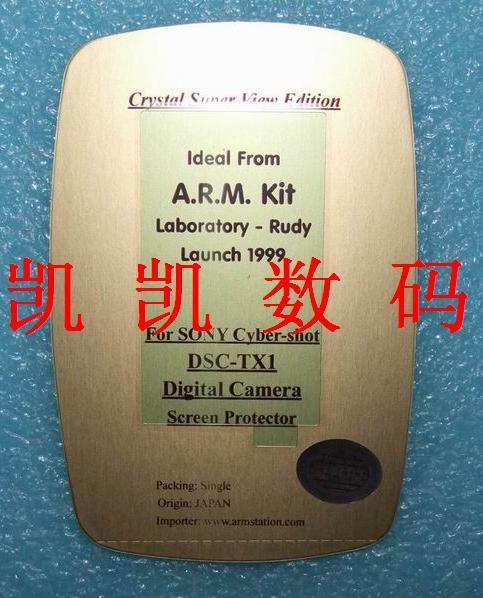 Crystal Super View Edition
Ideal From
A.R.M. Kit
Laboratory - Rudy
Launch 1999
凯凯数码
For SONY Cyber-shot
DSC-TX1
Digital Camera
Screen Protector
Packing: Single
Origin: JAPAN
Importer: www.armstation.com